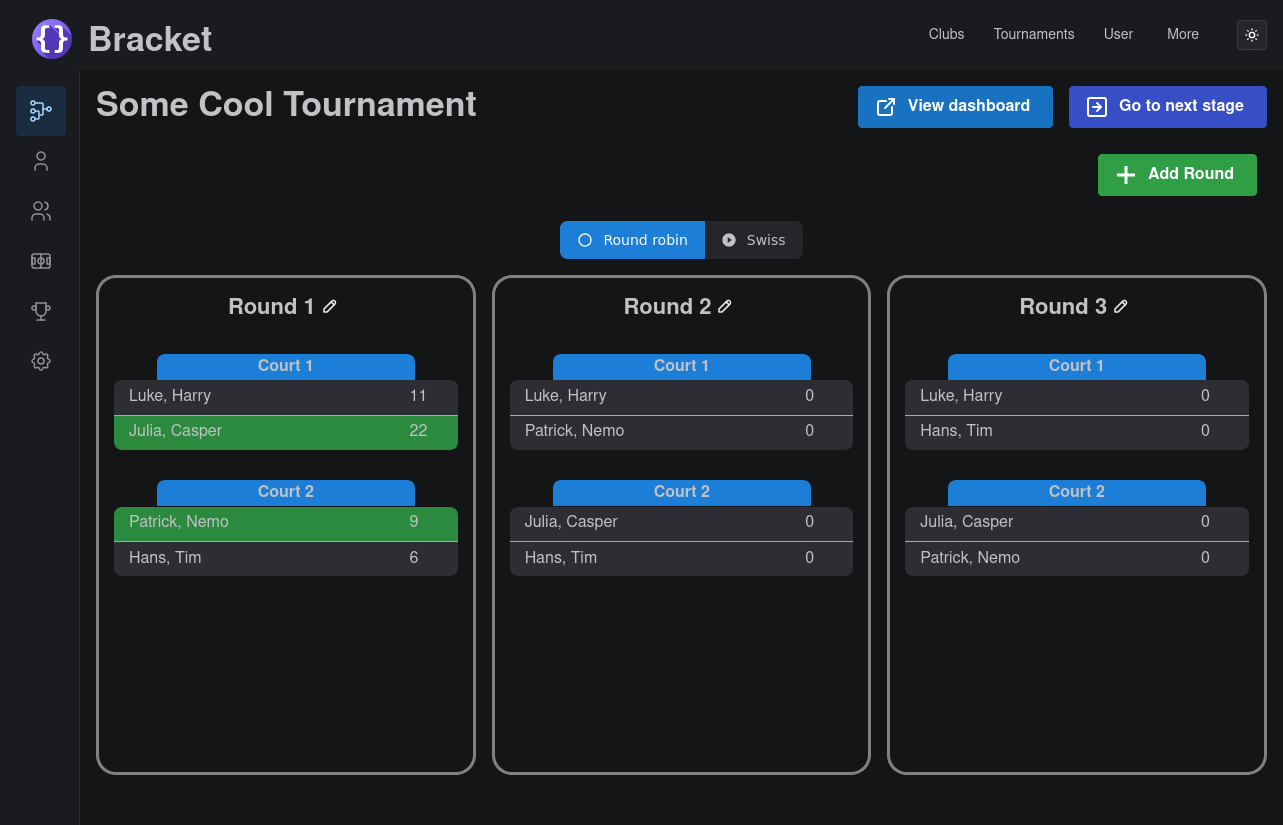 {} Bracket
Clubs Tournaments User More
Some Cool Tournament
View dashboard
Go to next stage
Add Round
Round robin Swiss
Round 1
Court 1
Luke, Harry 11
Julia, Casper 22
Court 2
Patrick, Nemo 9
Hans, Tim 6
Round 2
Court 1
Luke, Harry 0
Patrick, Nemo 0
Court 2
Julia, Casper 0
Hans, Tim 0
Round 3
Court 1
Luke, Harry 0
Hans, Tim 0
Court 2
Julia, Casper 0
Patrick, Nemo 0